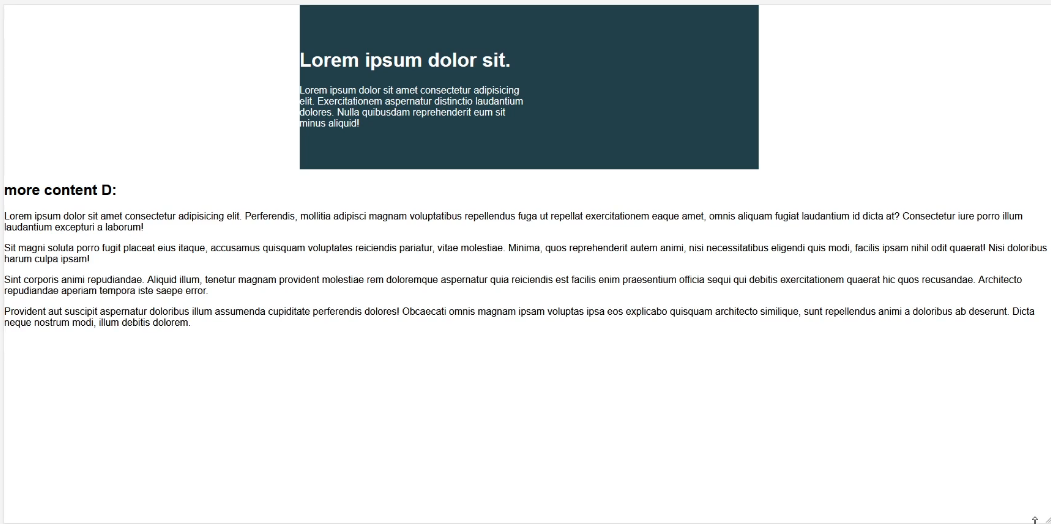 Lorem ipsum dolor sit.
Lorem ipsum dolor sit amet consectetur adipisicing
elit. Exercitationem aspernatur distinctio laudantium
dolores. Nulla quibusdam reprehenderit eum sit
minus aliquid!
more content D:
Lorem ipsum dolor sit amet consectetur adipisicing elit. Perferendis, mollitia adipisci magnam voluptatibus repellendus fuga ut repellat exercitationem eaque amet, omnis aliquam fugiat laudantium id dicta at? Consectetur iure porro illum
laudantium excepturi a laborum!
Sit magni soluta porro fugit placeat eius itaque, accusamus quisquam voluptates reiciendis pariatur, vitae molestiae. Minima, quos reprehenderit autem animi, nisi necessitatibus eligendi quis modi, facilis ipsam nihil odit quaerat! Nisi doloribus
harum culpa ipsam!
Sint corporis animi repudiandae. Aliquid illum, tenetur magnam provident molestiae rem doloremque aspernatur quia reiciendis est facilis enim praesentium officia sequi qui debitis exercitationem quaerat hic quos recusandae. Architecto
repudiandae aperiam tempora iste saepe error.
Provident aut suscipit aspernatur doloribus illum assumenda cupiditate perferendis dolores! Obcaecati omnis magnam ipsam voluptas ipsa eos explicabo quisquam architecto similique, sunt repellendus animi a doloribus ab deserunt. Dicta
neque nostrum modi, illum debitis dolorem.